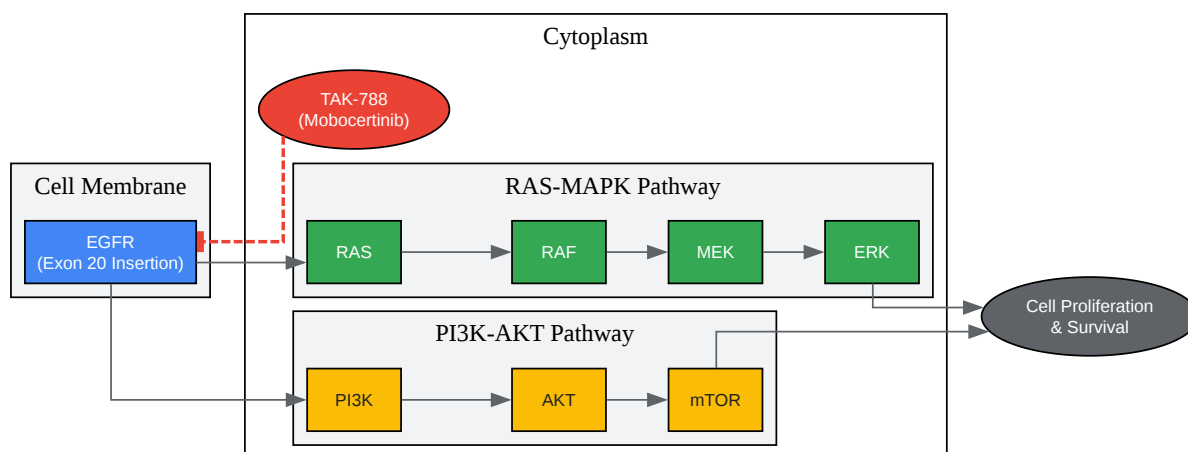 Cytoplasm
TAK-788
(Mobocertinib)
Cell Membrane
EGFR
(Exon 20 Insertion)
RAS-MAPK Pathway
RAS
RAF
MEK
ERK
Cell Proliferation
& Survival
PI3K-AKT Pathway
PI3K
AKT
mTOR